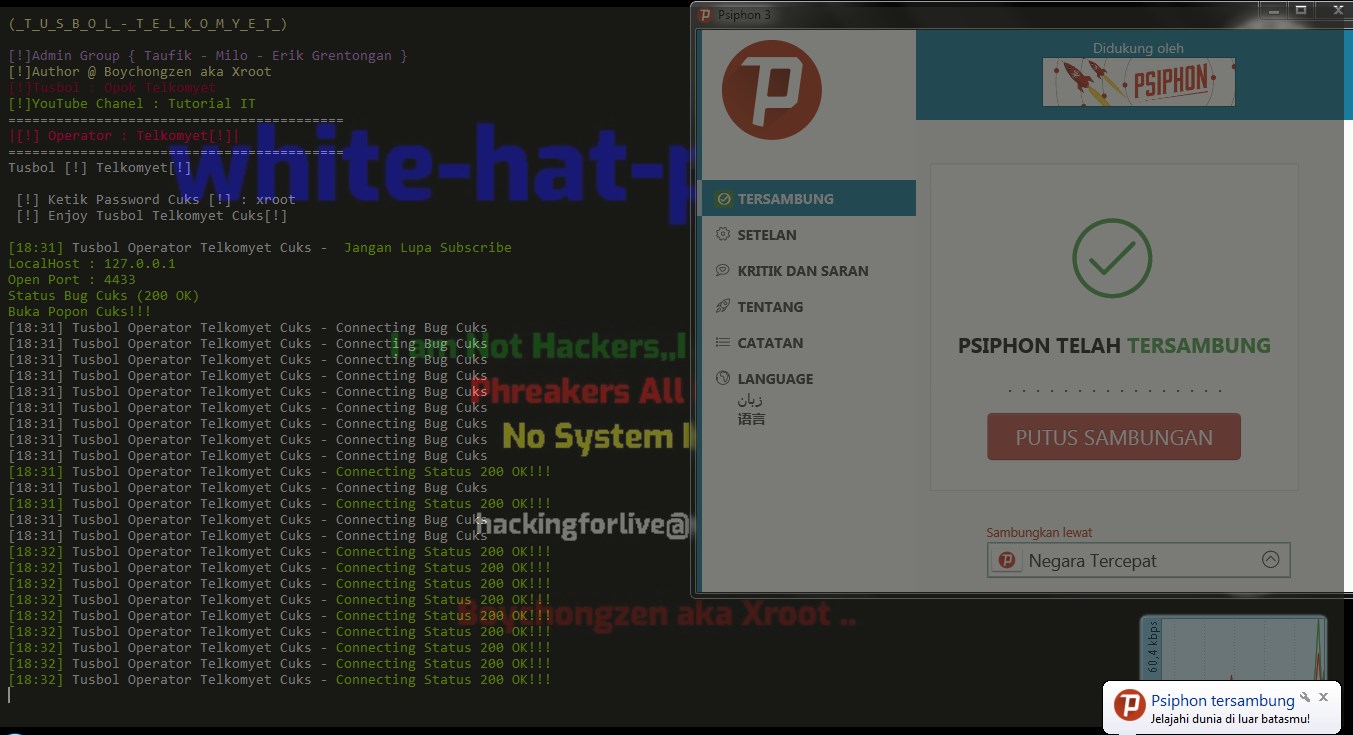 (_T_U_S_B_O_L_-_T_E_L_K_O_M_Y_E_T_)
[!]Admin Group { Taufik - Milo - Erik Grentongan }
[!]Author @ Boychongzen aka Xroot
[!]Tusbol : Opok Telkomyet
[!]YouTube Chanel : Tutorial IT
==========================================
|[!] Operator : Telkomyet[!]|
==========================================
Tusbol [!] Telkomyet[!]
[!] Ketik Password Cuks [!] : xroot
[!] Enjoy Tusbol Telkomyet Cuks[!]
[18:31] Tusbol Operator Telkomyet Cuks -  Jangan Lupa Subscribe
LocalHost : 127.0.0.1
Open Port : 4433
Status Bug Cuks (200 OK)
Buka Popon Cuks!!!
[18:31] Tusbol Operator Telkomyet Cuks - Connecting Bug Cuks
[18:31] Tusbol Operator Telkomyet Cuks - Connecting Bug Cuks
[18:31] Tusbol Operator Telkomyet Cuks - Connecting Bug Cuks
[18:31] Tusbol Operator Telkomyet Cuks - Connecting Bug Cuks
[18:31] Tusbol Operator Telkomyet Cuks - Connecting Bug Cuks
[18:31] Tusbol Operator Telkomyet Cuks - Connecting Bug Cuks
[18:31] Tusbol Operator Telkomyet Cuks - Connecting Bug Cuks
[18:31] Tusbol Operator Telkomyet Cuks - Connecting Bug Cuks
[18:31] Tusbol Operator Telkomyet Cuks - Connecting Bug Cuks
[18:31] Tusbol Operator Telkomyet Cuks - Connecting Status 200 OK!!!
[18:31] Tusbol Operator Telkomyet Cuks - Connecting Bug Cuks
[18:31] Tusbol Operator Telkomyet Cuks - Connecting Status 200 OK!!!
[18:31] Tusbol Operator Telkomyet Cuks - Connecting Bug Cuks
[18:31] Tusbol Operator Telkomyet Cuks - Connecting Bug Cuks
[18:32] Tusbol Operator Telkomyet Cuks - Connecting Status 200 OK!!!
[18:32] Tusbol Operator Telkomyet Cuks - Connecting Status 200 OK!!!
[18:32] Tusbol Operator Telkomyet Cuks - Connecting Status 200 OK!!!
[18:32] Tusbol Operator Telkomyet Cuks - Connecting Status 200 OK!!!
[18:32] Tusbol Operator Telkomyet Cuks - Connecting Status 200 OK!!!
[18:32] Tusbol Operator Telkomyet Cuks - Connecting Status 200 OK!!!
[18:32] Tusbol Operator Telkomyet Cuks - Connecting Status 200 OK!!!
[18:32] Tusbol Operator Telkomyet Cuks - Connecting Status 200 OK!!!
[18:32] Tusbol Operator Telkomyet Cuks - Connecting Status 200 OK!!!
white-hat-p
I am Not Hackers,,I
Phreakers All
No System
hackingforlive@
Boychongzen aka Xroot ..
Psiphon 3
Didukung oleh
PSIPHON
TERSAMBUNG
SETELAN
KRITIK DAN SARAN
TENTANG
CATATAN
LANGUAGE
زبان
语言
PSIPHON TELAH TERSAMBUNG
PUTUS SAMBUNGAN
Sambungkan lewat
Negara Tercepat
60,4 kbps
Psiphon tersambung
Jelajahi dunia di luar batasmu!